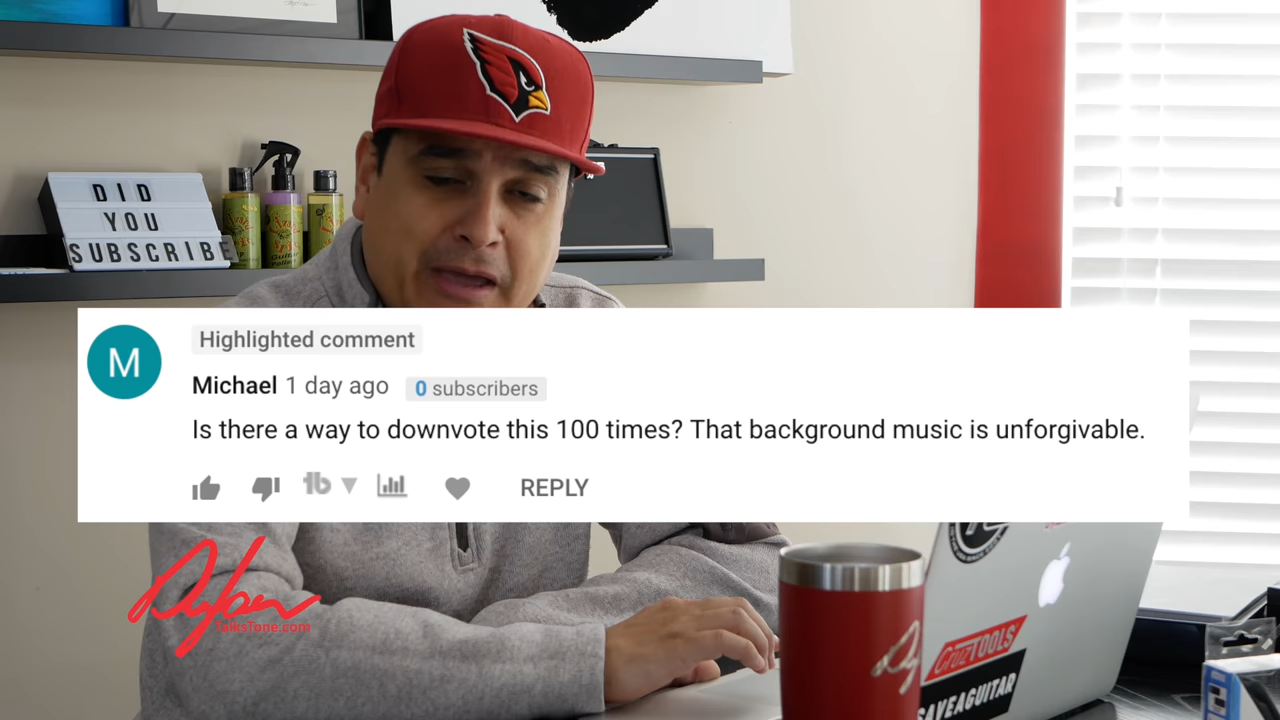 DID
YOU
SUBSCRIBE
M
Highlighted comment
Michael 1 day ago 0 subscribers
Is there a way to downvote this 100 times? That background music is unforgivable.
REPLY
Dylan
TalksTone.com
CRUZTOOLS
SAVEAGUITAR